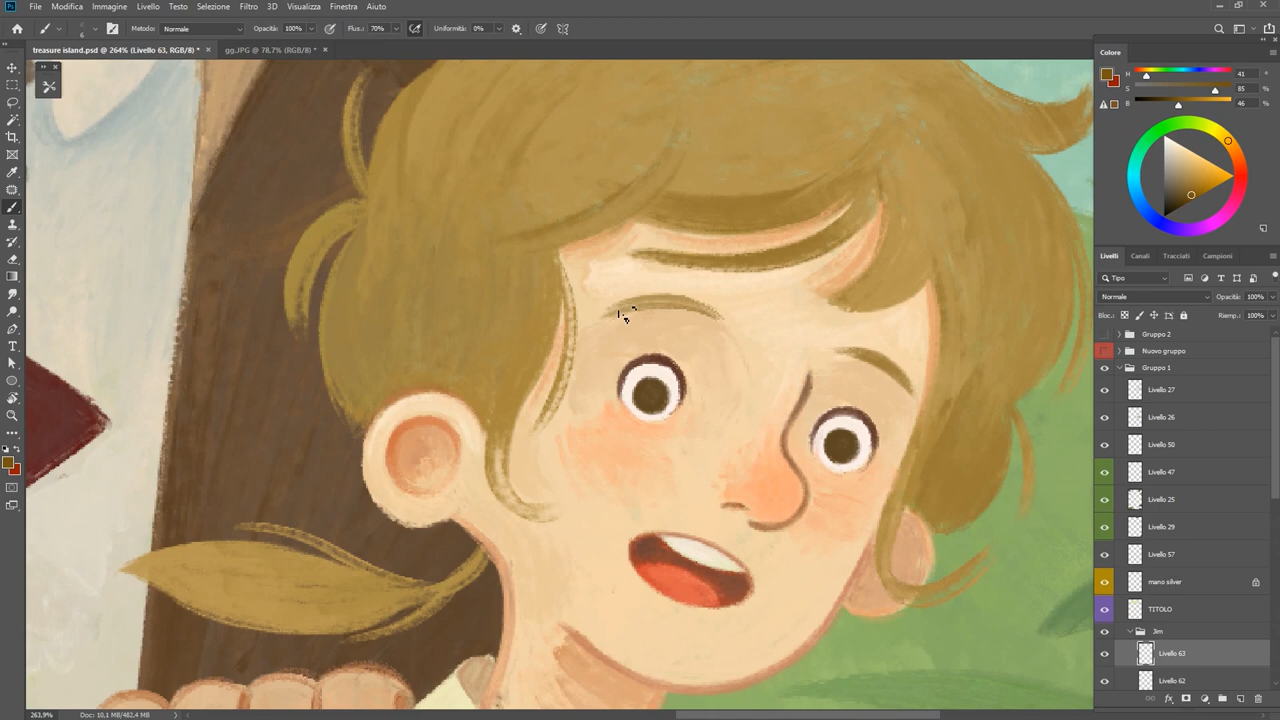 Ps File Modifica Immagine Livello Testo Selezione Filtro 3D Visualizza Finestra Aiuto
6 Metodo: Normale Opacità: 100% Flus.: 70% Uniformità: 0%
treasure island.psd @ 264% (Livello 63, RGB/8) * × gg.JPG @ 78,7% (RGB/8) * ×
Colore
H 41 °
S 85 %
B 46 %
Livelli Canali Tracciati Campioni
Tipo
Normale Opacità: 100%
Bloc.: Riemp.: 100%
Gruppo 2
Nuovo gruppo
Gruppo 1
Livello 27
Livello 26
Livello 50
Livello 47
Livello 25
Livello 29
Livello 57
mano silver
TITOLO
Jim
Livello 63
Livello 62
263,9% Doc: 10,1 MB/482,4 MB